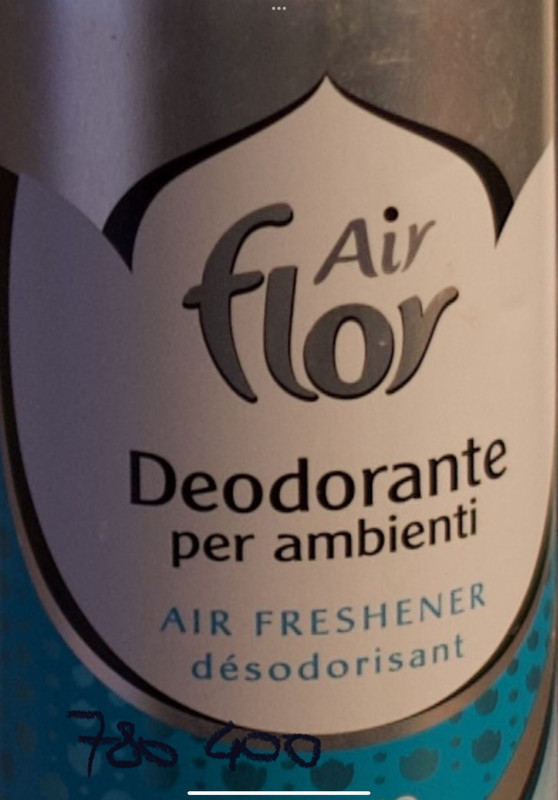 Air
flor
Deodorante
per ambienti
AIR FRESHENER
désodorisant
780 400